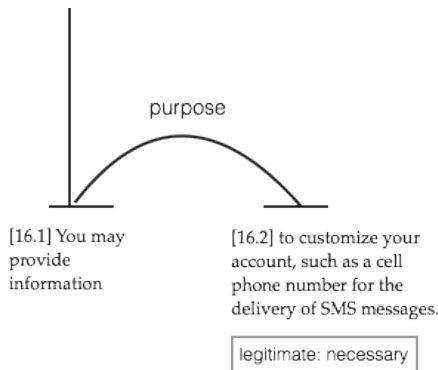 purpose
[16.1] You may
provide
information
[16.2] to customize your
account, such as a cell
phone number for the
delivery of SMS messages.
legitimate: necessary